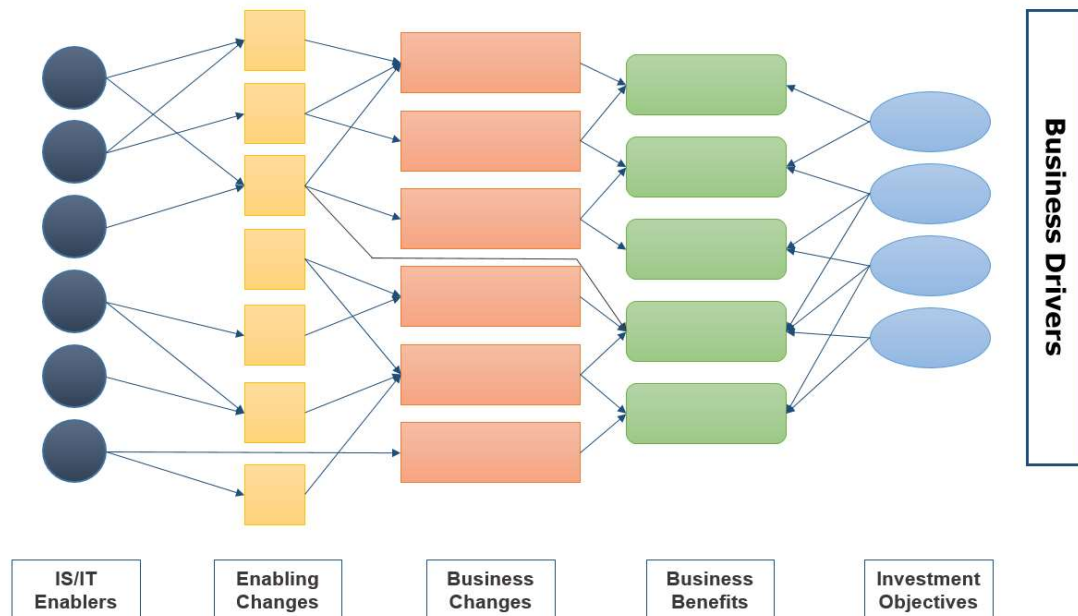 Business Drivers
IS/IT
Enablers
Enabling
Changes
Business
Changes
Business
Benefits
Investment
Objectives